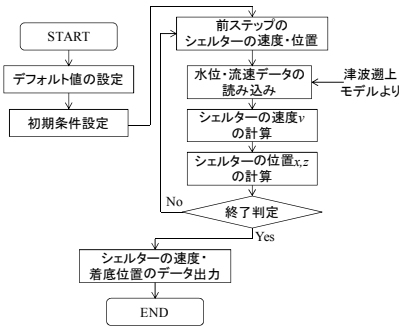 START
デフォルト値の設定
初期条件設定
前ステップの
シェルターの速度・位置
水位・流速データの
読み込み
津波遡上
モデルより
シェルターの速度v
の計算
シェルターの位置x,z
の計算
終了判定
No
Yes
シェルターの速度・
着底位置のデータ出力
END